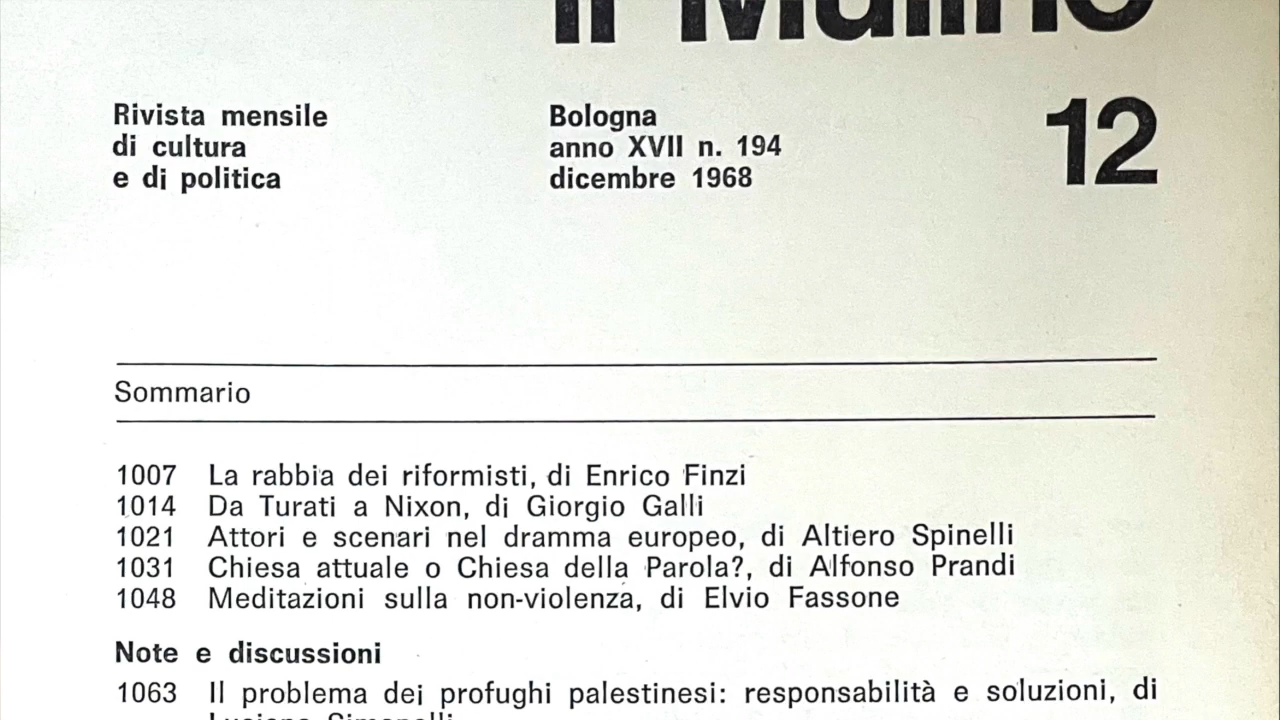 il Mulino
Rivista mensile
di cultura
e di politica
Bologna
anno XVII n. 194
dicembre 1968
12
Sommario
1007 La rabbia dei riformisti, di Enrico Finzi
1014 Da Turati a Nixon, di Giorgio Galli
1021 Attori e scenari nel dramma europeo, di Altiero Spinelli
1031 Chiesa attuale o Chiesa della Parola?, di Alfonso Prandi
1048 Meditazioni sulla non-violenza, di Elvio Fassone
Note e discussioni
1063 Il problema dei profughi palestinesi: responsabilità e soluzioni, di